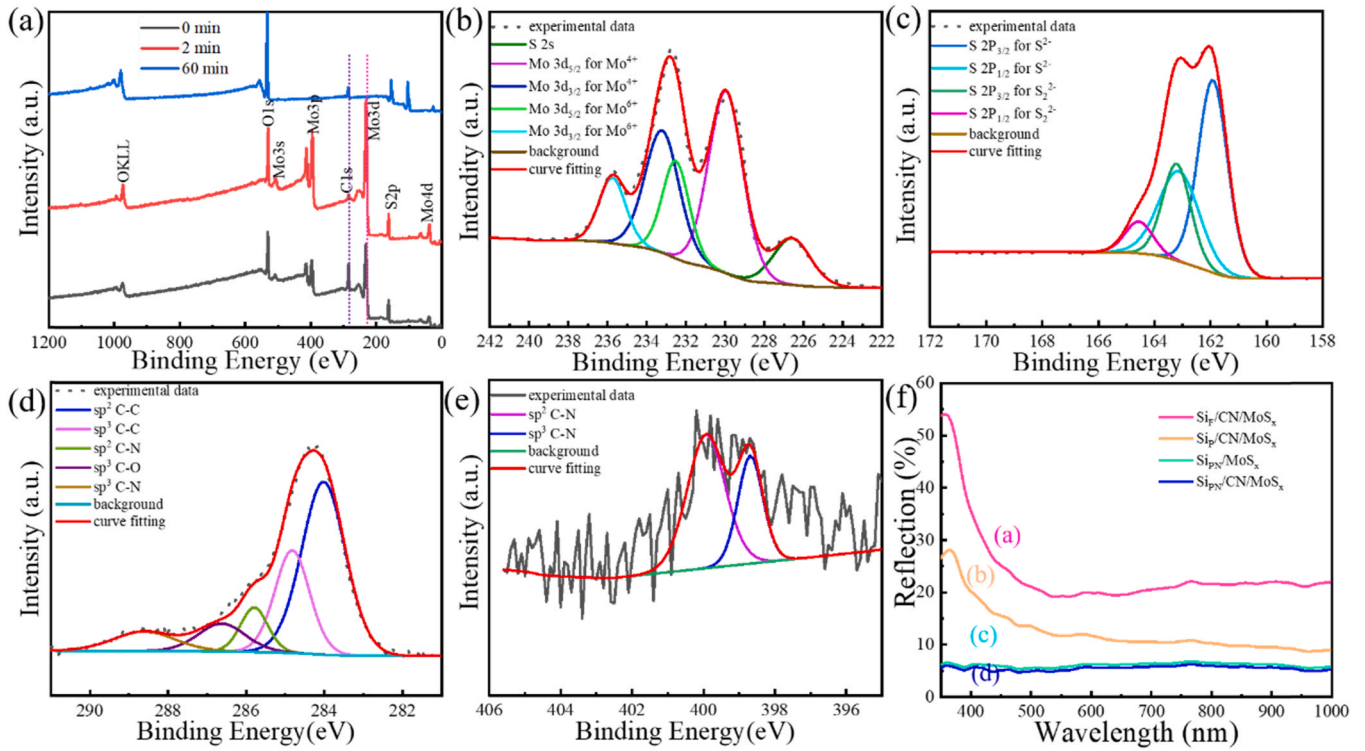 (a)
0 min
2 min
60 min
OKLL
O1s
Mo3s
Mo3p
C1s
Mo3d
S2p
Mo4d
Intensity (a.u.)
1200 1000 800 600 400 200 0
Binding Energy (eV)
(b)
experimental data
S 2s
Mo 3d5/2 for Mo4+
Mo 3d3/2 for Mo4+
Mo 3d5/2 for Mo6+
Mo 3d3/2 for Mo6+
background
curve fitting
Intendity (a.u.)
242 240 238 236 234 232 230 228 226 224 222
Binding Energy (eV)
(c)
experimental data
S 2P3/2 for S2-
S 2P1/2 for S2-
S 2P3/2 for S22-
S 2P1/2 for S22-
background
curve fitting
Intensity (a.u.)
172 170 168 166 164 162 160 158
Binding Energy (eV)
(d)
experimental data
sp2 C-C
sp3 C-C
sp2 C-N
sp3 C-O
sp3 C-N
background
curve fitting
Intensity (a.u.)
290 288 286 284 282
Binding Energy(eV)
(e)
experimental data
sp2 C-N
sp3 C-N
background
curve fitting
Intensity (a.u.)
406 404 402 400 398 396
Binding Energy(eV)
(f)
SiF/CN/MoSx
SiP/CN/MoSx
SiPN/MoSx
SiPN/CN/MoSx
(a)
(b)
(c)
(d)
Reflection (%)
60
50
40
30
20
10
0
400 500 600 700 800 900 1000
Wavelength (nm)